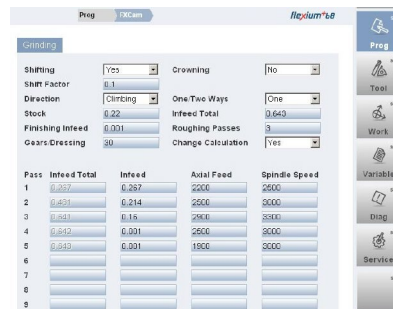 Prog FXCam flexium+68
Grinding
Shifting Yes Crowning No
Shift Factor 0.1
Direction Climbing One/Two Ways One
Stock 0.22 Infeed Total 0.643
Finishing Infeed 0.001 Roughing Passes 3
Gears/Dressing 30 Change Calculation Yes
Pass Infeed Total Infeed Axial Feed Spindle Speed
1 0.267 0.267 2200 2500
2 0.481 0.214 2500 3000
3 0.641 0.16 2900 3300
4 0.642 0.001 2500 3000
5 0.643 0.001 1900 3000
6
7
8
9
Prog
Tool
Work
Variable
Diag
Service